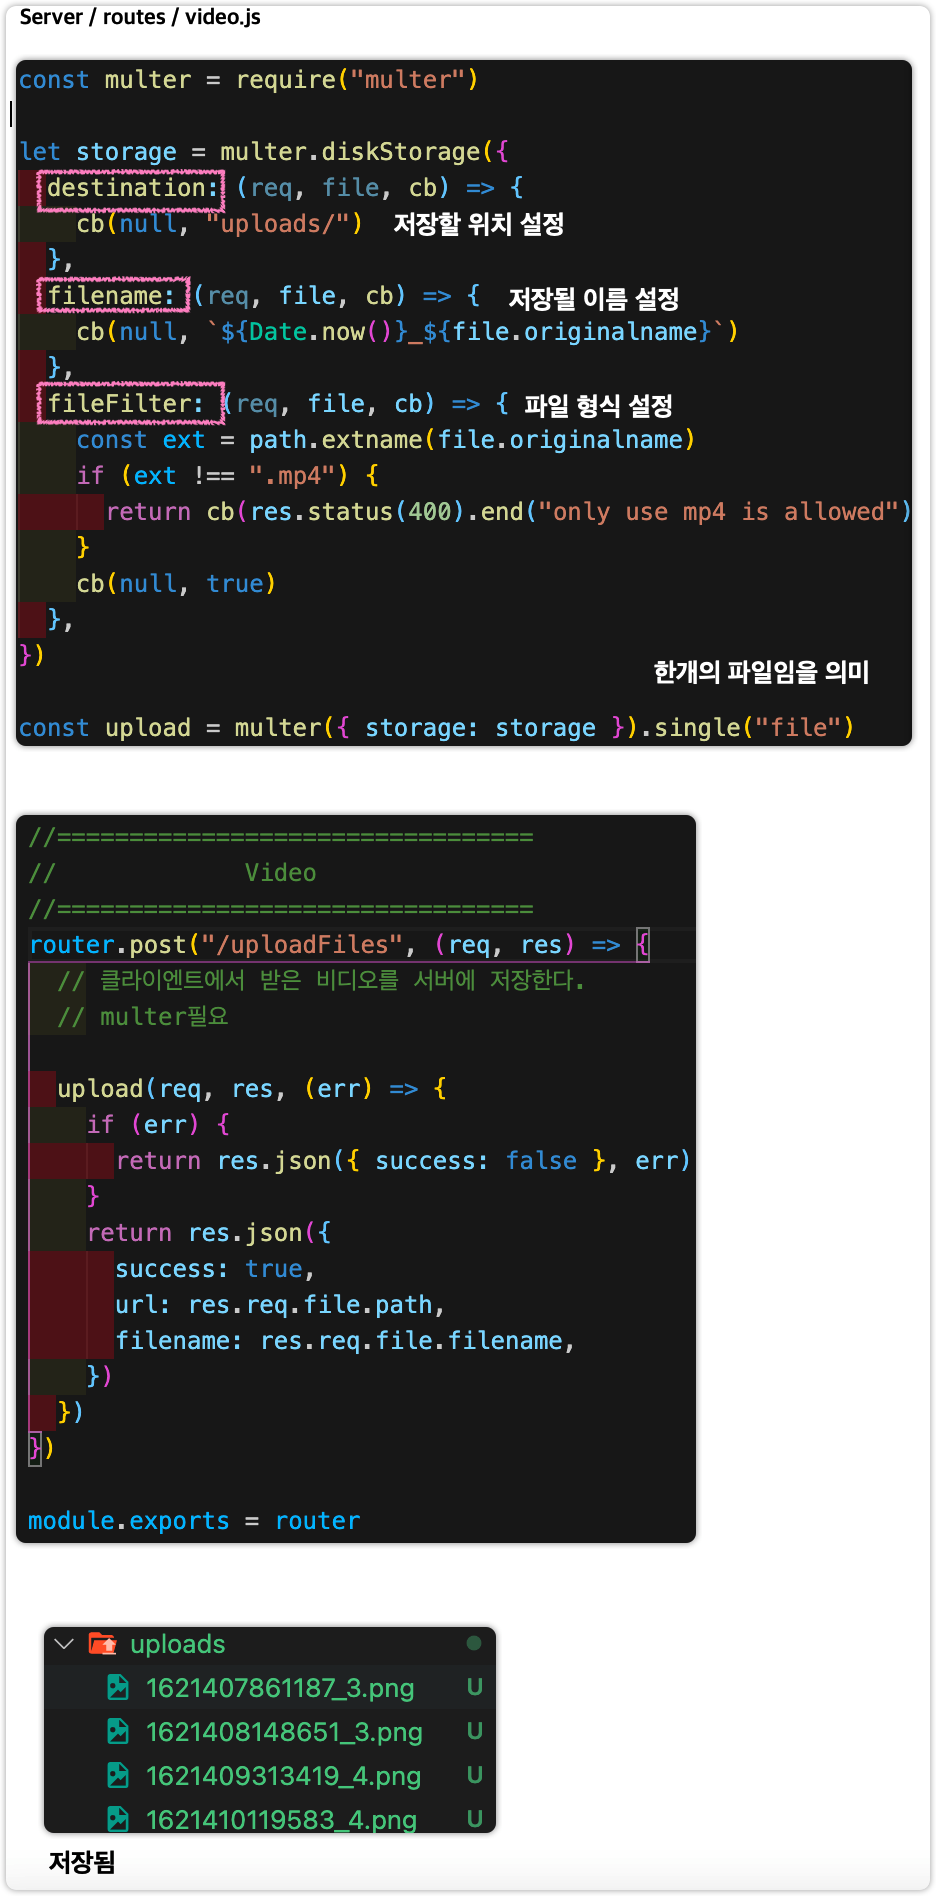 Server / routes / video.js
const multer = require("multer")
let storage = multer.diskStorage({
destination: (req, file, cb) => {
cb(null, "uploads/") 저장할 위치 설정
},
filename: (req, file, cb) => { 저장될 이름 설정
cb(null, `${Date.now()}_${file.originalname}`)
},
fileFilter: (req, file, cb) => { 파일 형식 설정
const ext = path.extname(file.originalname)
if (ext !== ".mp4") {
return cb(res.status(400).end("only use mp4 is allowed")
}
cb(null, true)
},
})
한개의 파일임을 의미
const upload = multer({ storage: storage }).single("file")
//=================================
// Video
//=================================
router.post("/uploadFiles", (req, res) => {
// 클라이엔트에서 받은 비디오를 서버에 저장한다.
// multer필요
upload(req, res, (err) => {
if (err) {
return res.json({ success: false }, err)
}
return res.json({
success: true,
url: res.req.file.path,
filename: res.req.file.filename,
})
})
})
module.exports = router
uploads
1621407861187_3.png U
1621408148651_3.png U
1621409313419_4.png U
1621410119583_4.png U
저장됨